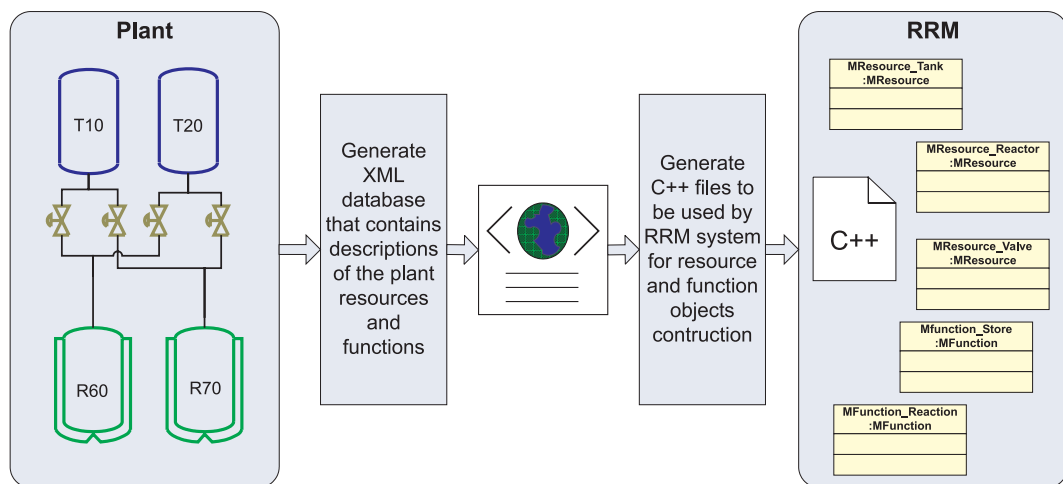 Plant
T10
T20
R60
R70
Generate
XML
database
that contains
descriptions
of the plant
resources
and
functions
Generate
C++ files to
be used by
RRM system
for resource
and function
objects
contruction
RRM
MResource_Tank
:MResource
MResource_Reactor
:MResource
C++
MResource_Valve
:MResource
Mfunction_Store
:MFunction
MFunction_Reaction
:MFunction